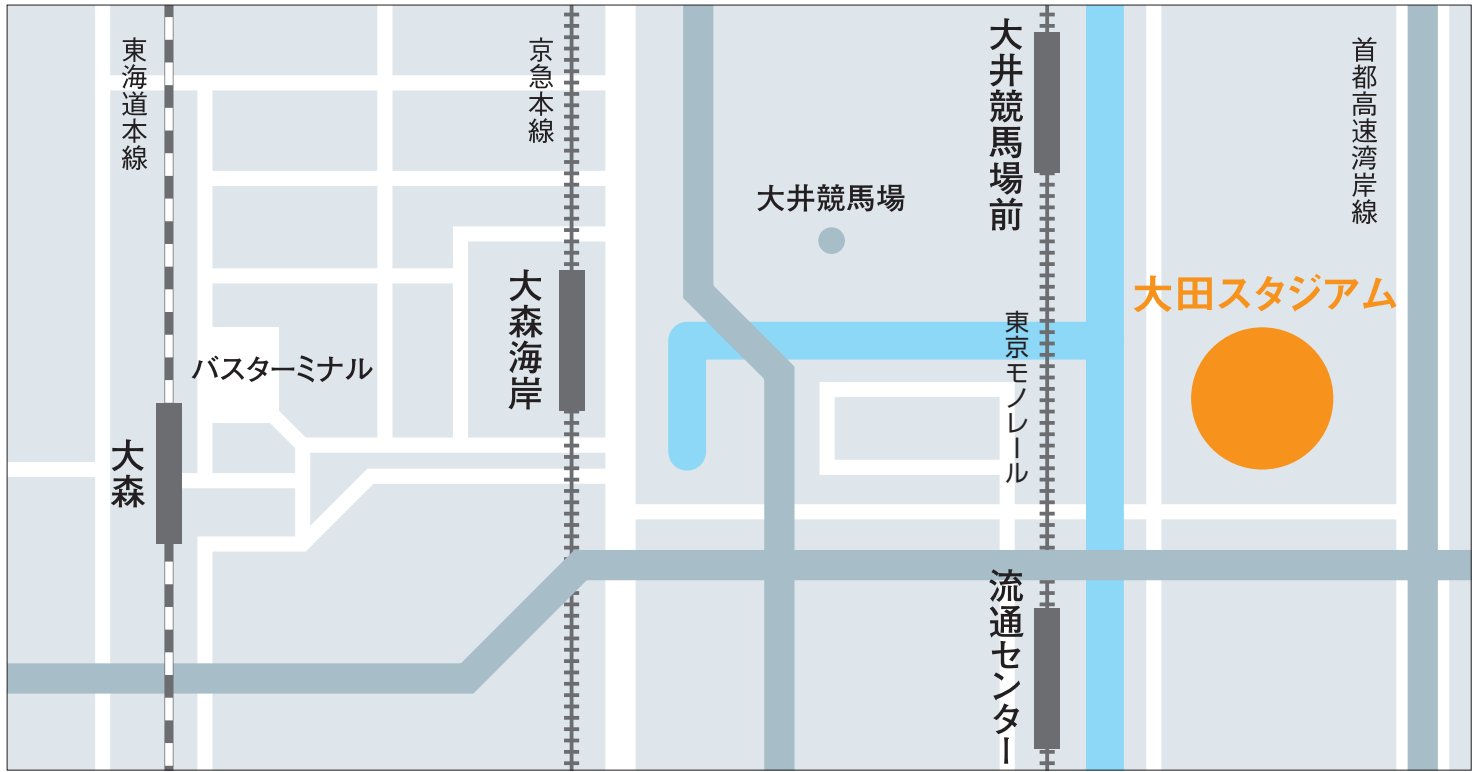 東海道本線
京急本線
大井競馬場前
首都高速湾岸線
大井競馬場
大森海岸
大田スタジアム
東京モノレール
バスターミナル
大森
流通センター